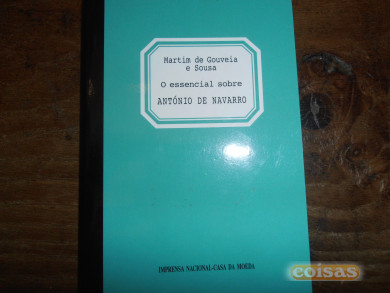 Martim de Gouveia
e Sousa
O essencial sobre
ANTÓNIO DE NAVARRO
IMPRENSA NACIONAL-CASA DA MOEDA
coisas